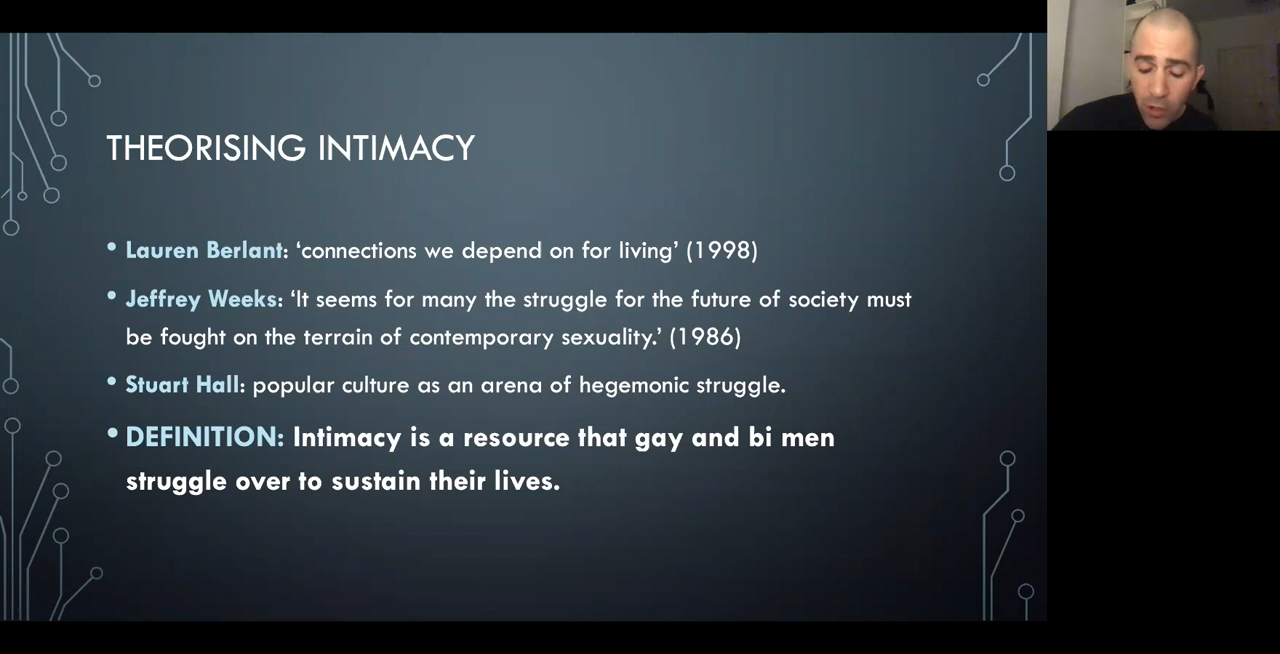 THEORISING INTIMACY
• Lauren Berlant: ‘connections we depend on for living’ (1998)
• Jeffrey Weeks: ‘It seems for many the struggle for the future of society must
be fought on the terrain of contemporary sexuality.’ (1986)
• Stuart Hall: popular culture as an arena of hegemonic struggle.
• DEFINITION: Intimacy is a resource that gay and bi men
struggle over to sustain their lives.